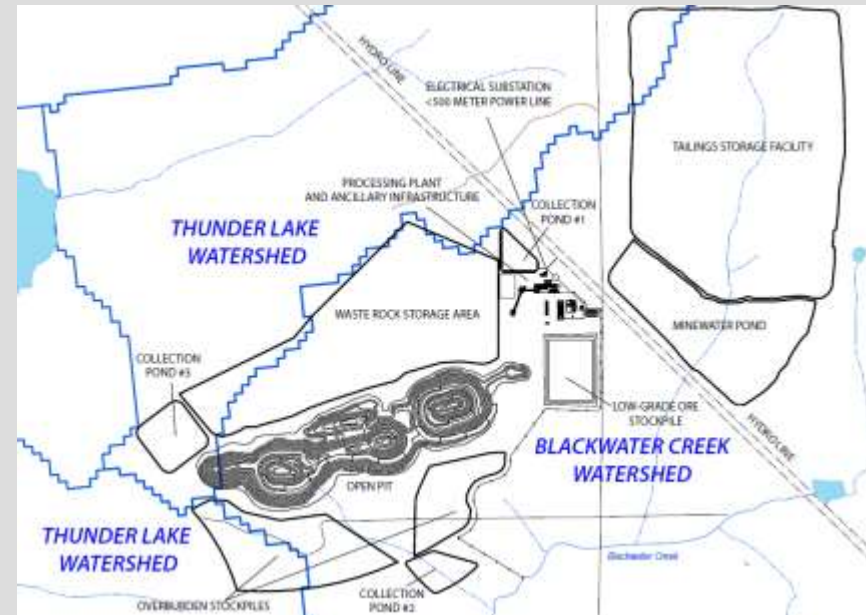 HYDRO LINE
ELECTRICAL SUBSTATION
<500 METER POWER LINE
TAILINGS STORAGE FACILITY
PROCESSING PLANT
AND ANCILLARY INFRASTRUCTURE
COLLECTION
POND #1
THUNDER LAKE
WATERSHED
WASTE ROCK STORAGE AREA
MINEWATER POND
COLLECTION
POND #3
LOW-GRADE ORE
STOCKPILE
HYDRO LINE
BLACKWATER CREEK
WATERSHED
OPEN PIT
THUNDER LAKE
WATERSHED
Blackwater Creek
COLLECTION
POND #2
OVERBURDEN STOCKPILES